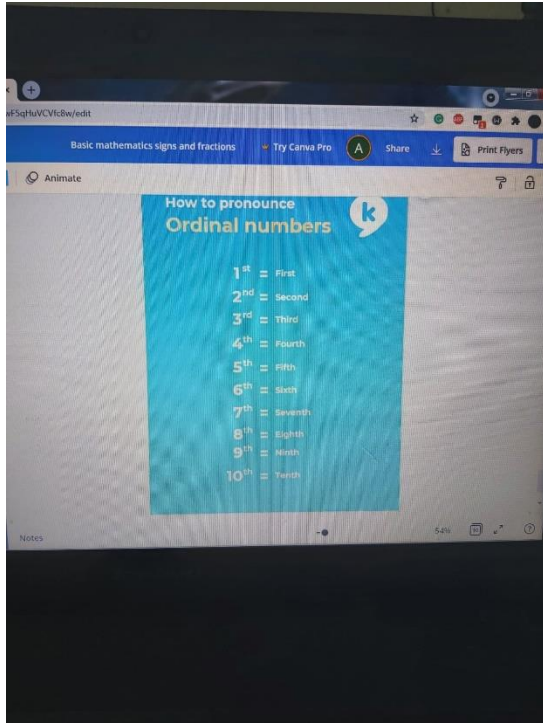 wF5qHuVCVfc8w/edit
Basic mathematics signs and fractions
Try Canva Pro
A
Share
Print Flyers
Animate
How to pronounce
k
Ordinal numbers
1st = First
2nd = Second
3rd = Third
4th = Fourth
5th = Fifth
6th = Sixth
7th = Seventh
8th = Eighth
9th = Ninth
10th = Tenth
Notes
54%